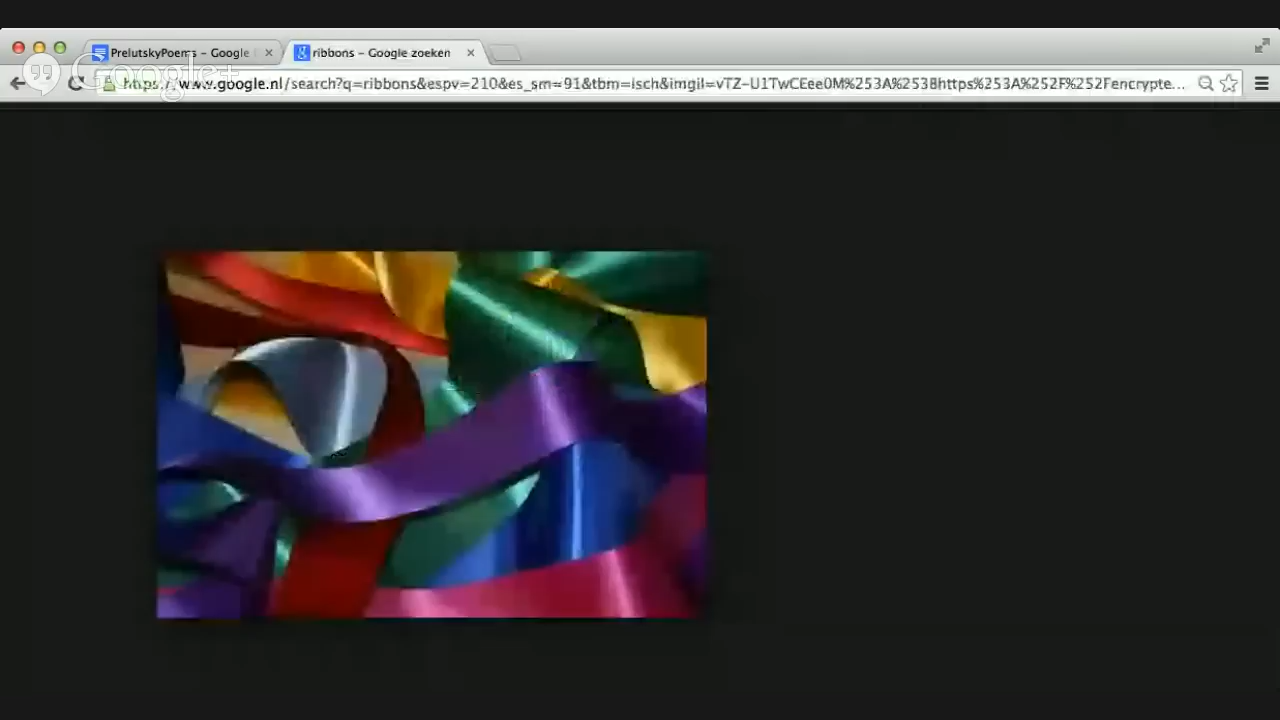 PrelutskyPoems - Google
ribbons - Google zoeken
Google+
https://www.google.nl/search?q=ribbons&espv=210&es_sm=91&tbm=isch&imgil=vTZ-U1TwCEee0M%253A%253Bhttps%253A%252F%252Fencrypte...